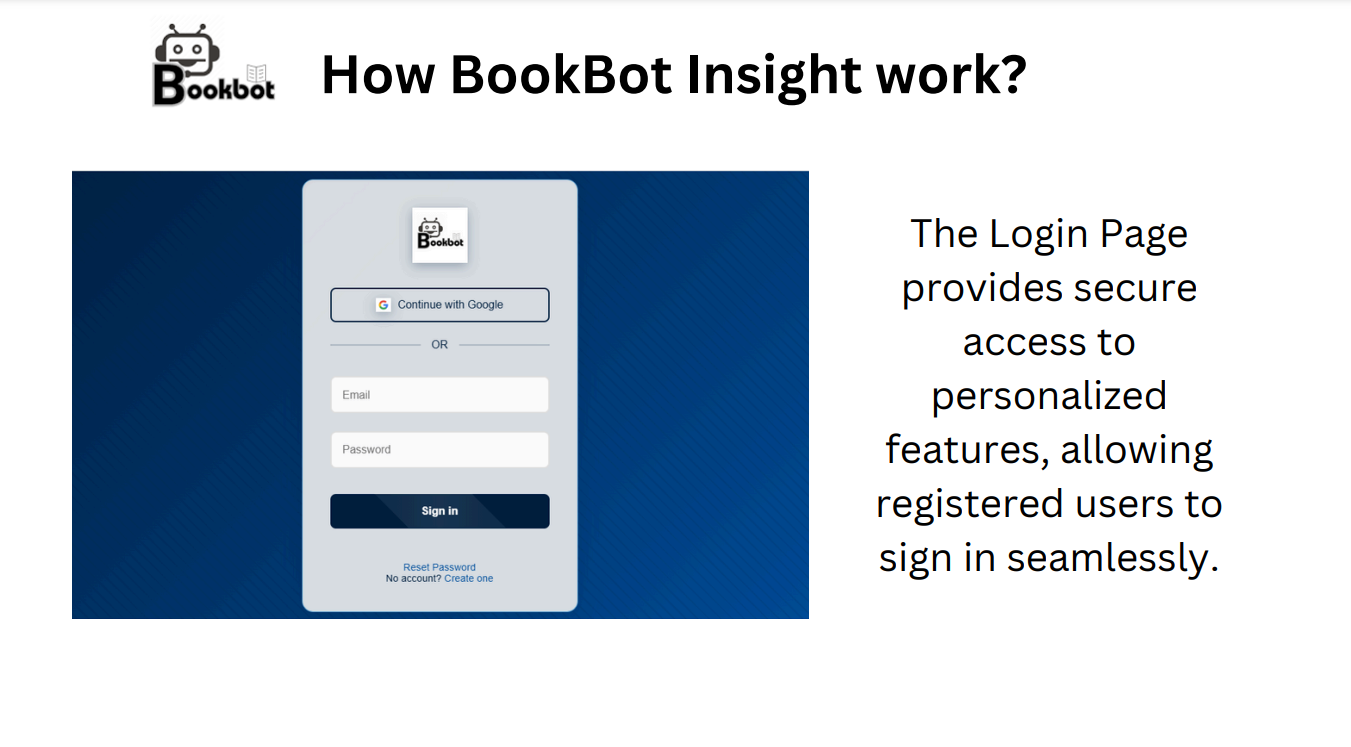 Bookbot
How BookBot Insight work?
Bookbot
G Continue with Google
OR
Email
Password
Sign in
Reset Password
No account? Create one
The Login Page
provides secure
access to
personalized
features, allowing
registered users to
sign in seamlessly.